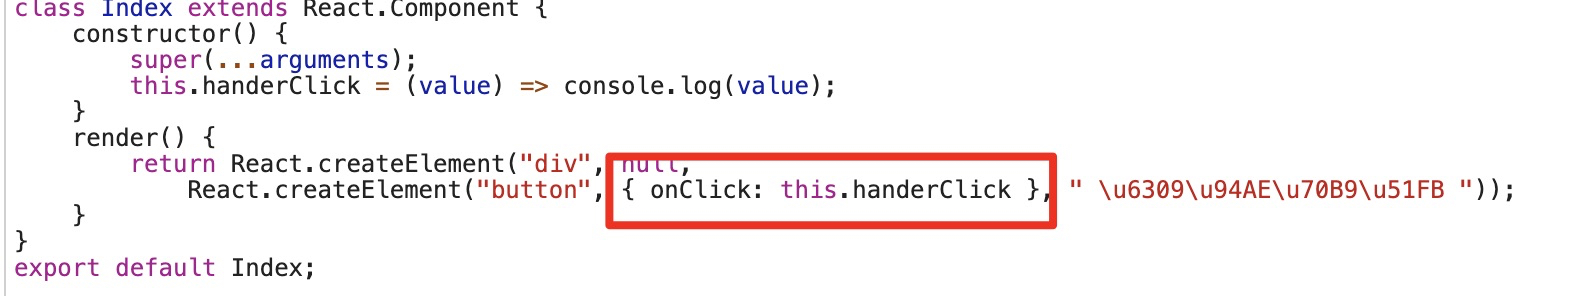 class Index extends React.Component {
    constructor() {
        super(...arguments);
        this.handerClick = (value) => console.log(value);
    }
    render() {
        return React.createElement("div", null,
            React.createElement("button", { onClick: this.handerClick }, " \u6309\u94AE\u70B9\u51FB "));
    }
}
export default Index;